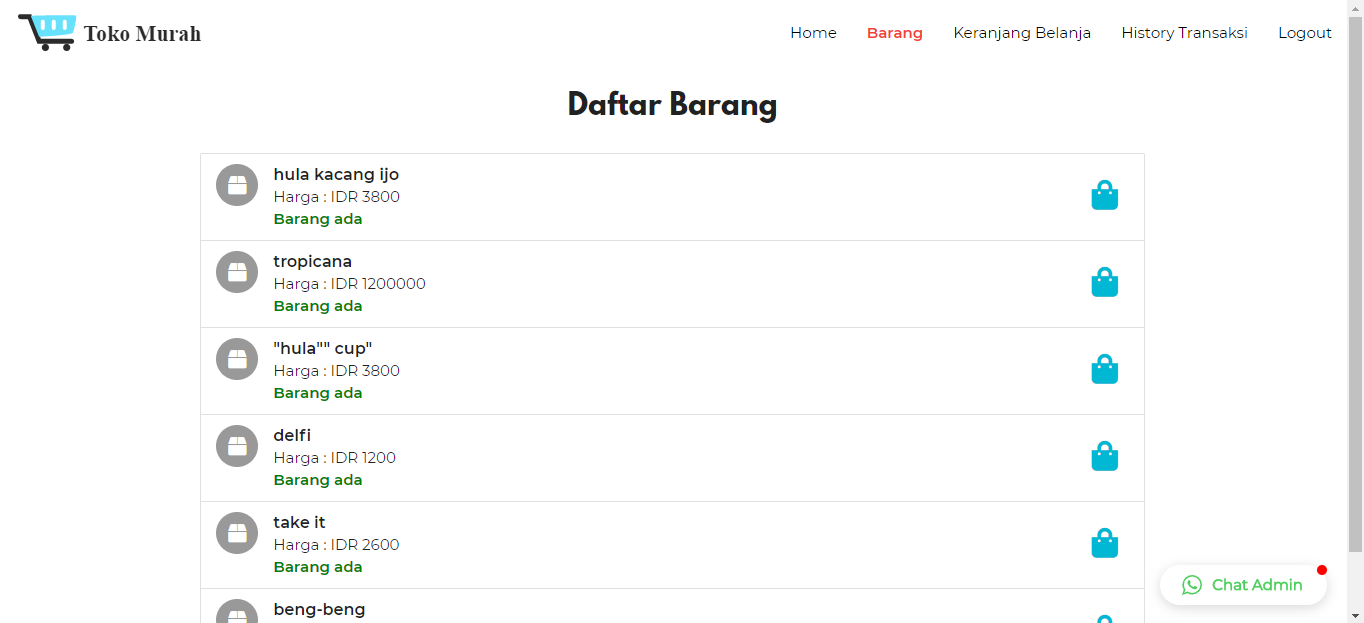 Toko Murah
Home Barang Keranjang Belanja History Transaksi Logout
Daftar Barang
hula kacang ijo
Harga : IDR 3800
Barang ada
tropicana
Harga : IDR 1200000
Barang ada
"hula"" cup"
Harga : IDR 3800
Barang ada
delfi
Harga : IDR 1200
Barang ada
take it
Harga : IDR 2600
Barang ada
beng-beng
Chat Admin